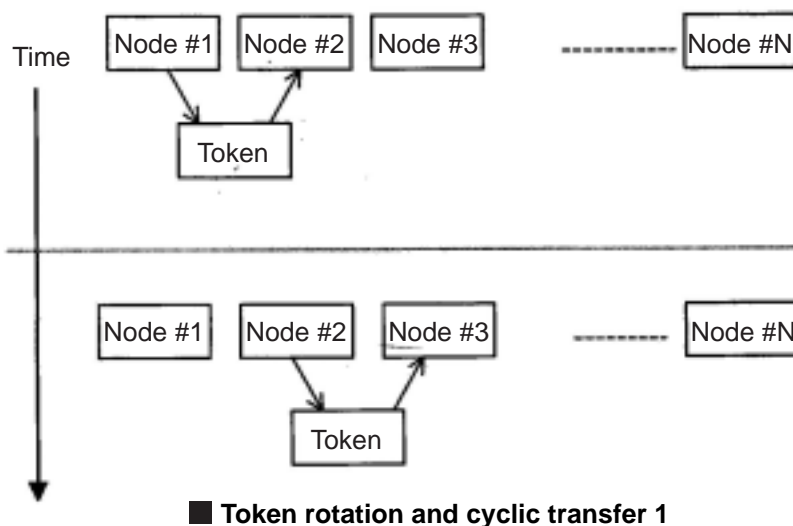 Time
Node #1 Node #2 Node #3 Node #N
Token
Node #1 Node #2 Node #3 Node #N
Token
Token rotation and cyclic transfer 1